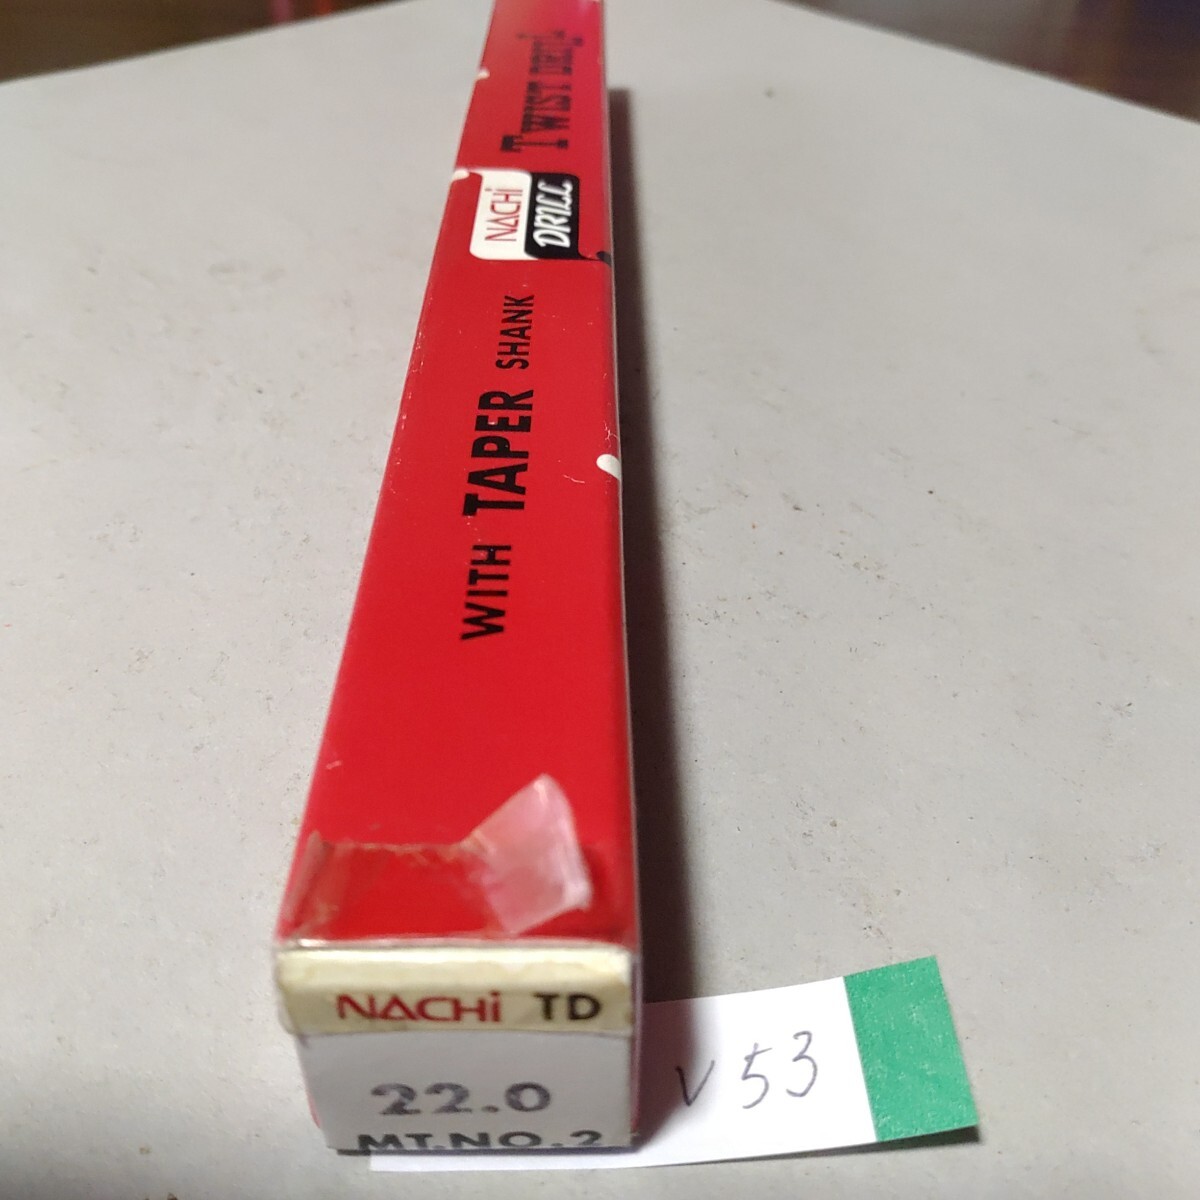 TWIST DRILL
NACHi
DRILL
WITH TAPER SHANK
NACHi TD
22.0
MT.NO.2
V53